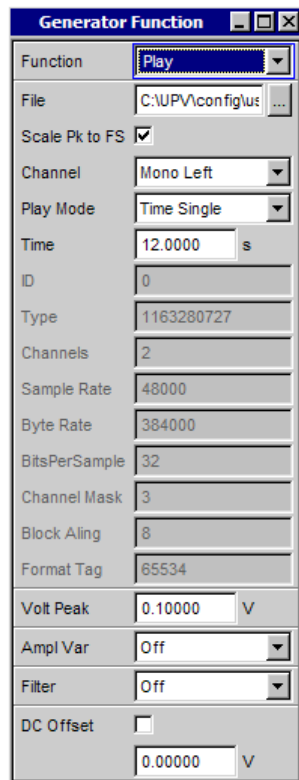 Generator Function
Function Play
File C:\UPV\config\us ...
Scale Pk to FS
Channel Mono Left
Play Mode Time Single
Time 12.0000 s
ID 0
Type 1163280727
Channels 2
Sample Rate 48000
Byte Rate 384000
BitsPerSample 32
Channel Mask 3
Block Aling 8
Format Tag 65534
Volt Peak 0.10000 V
Ampl Var Off
Filter Off
DC Offset
0.00000 V